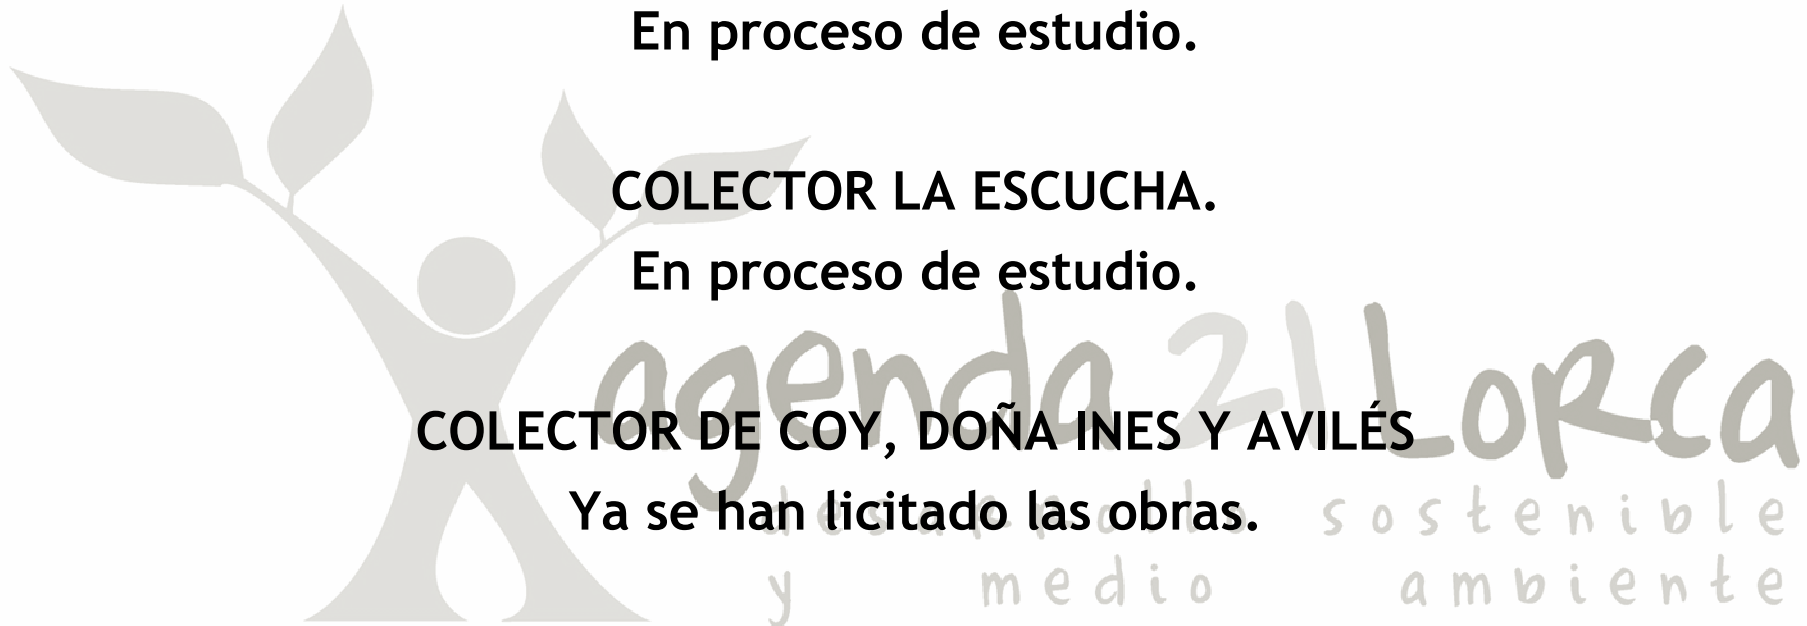 En proceso de estudio.
COLECTOR LA ESCUCHA.
En proceso de estudio.
agenda 21 Lorca
COLECTOR DE COY, DOÑA INES Y AVILÉS
Ya se han licitado las obras.
desarrollo sostenible
y medio ambiente